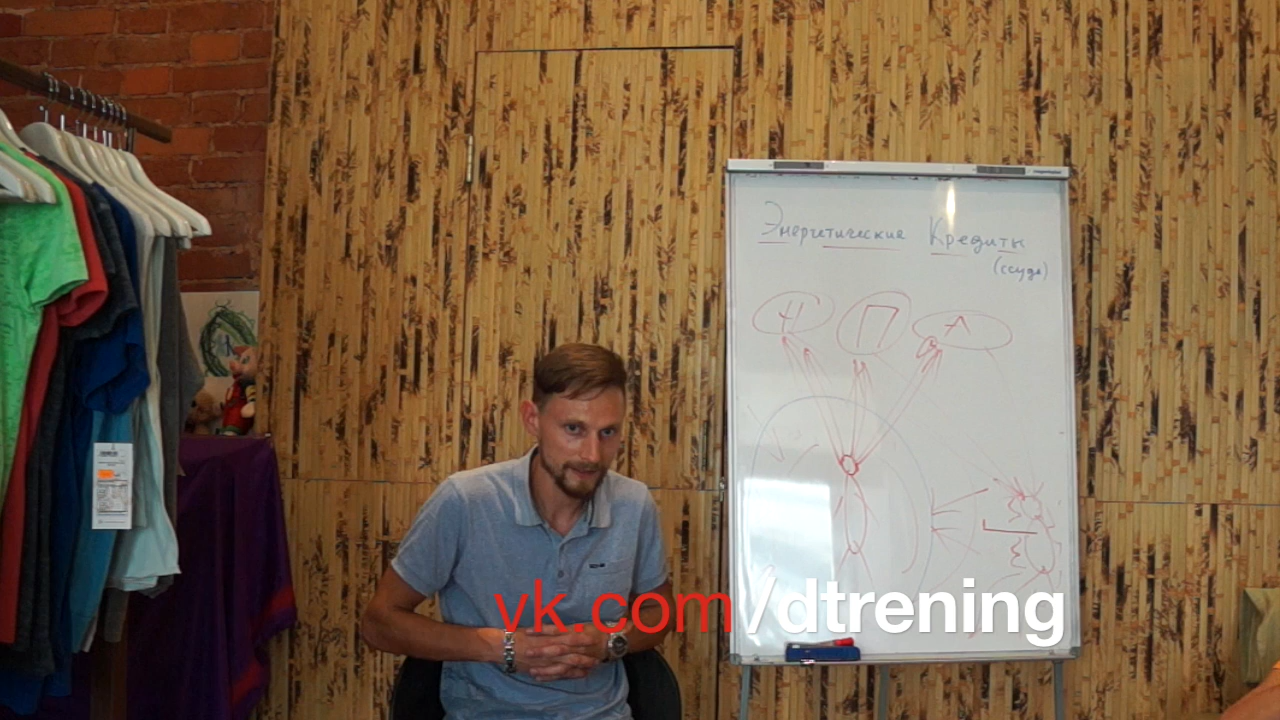 Энергетические Кредиты
(ссуда)
Н П А
vk.com/dtrening